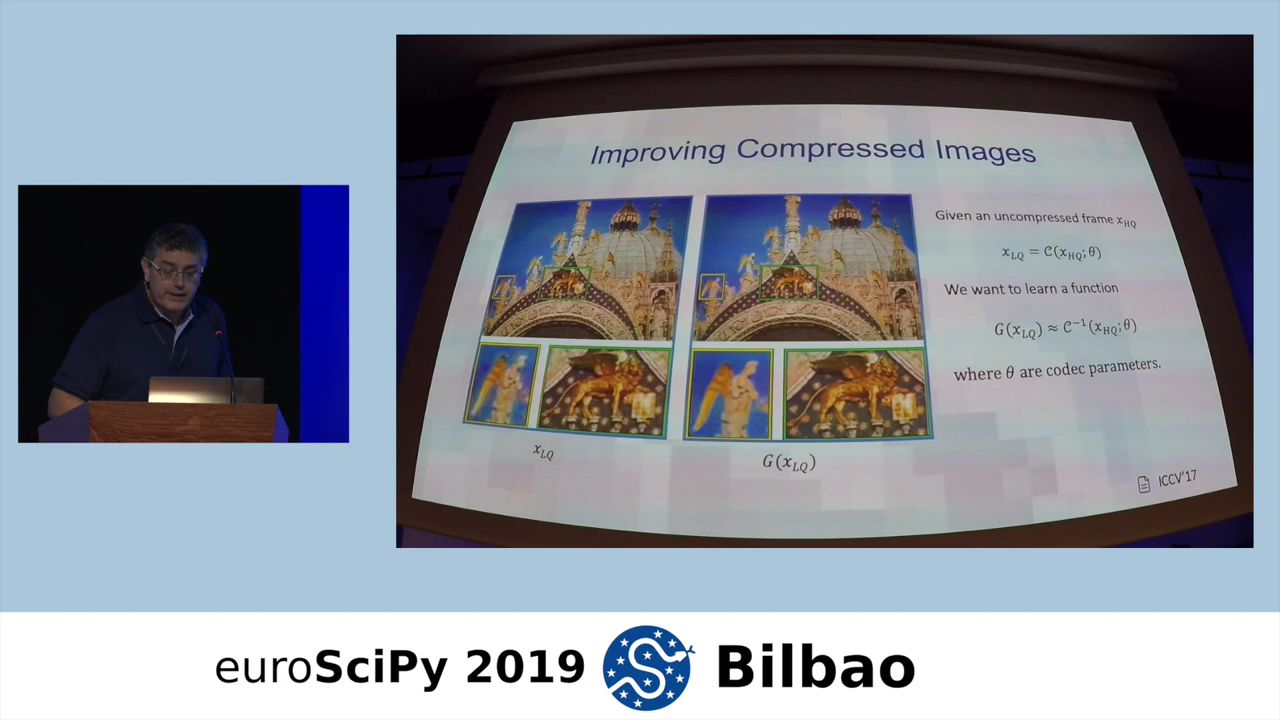 Improving Compressed Images
Given an uncompressed frame x_HQ
x_LQ = C(x_HQ; θ)
We want to learn a function
G(x_LQ) ≈ C⁻¹(x_HQ; θ)
where θ are codec parameters.
x_LQ
G(x_LQ)
ICCV'17
euroSciPy 2019 Bilbao